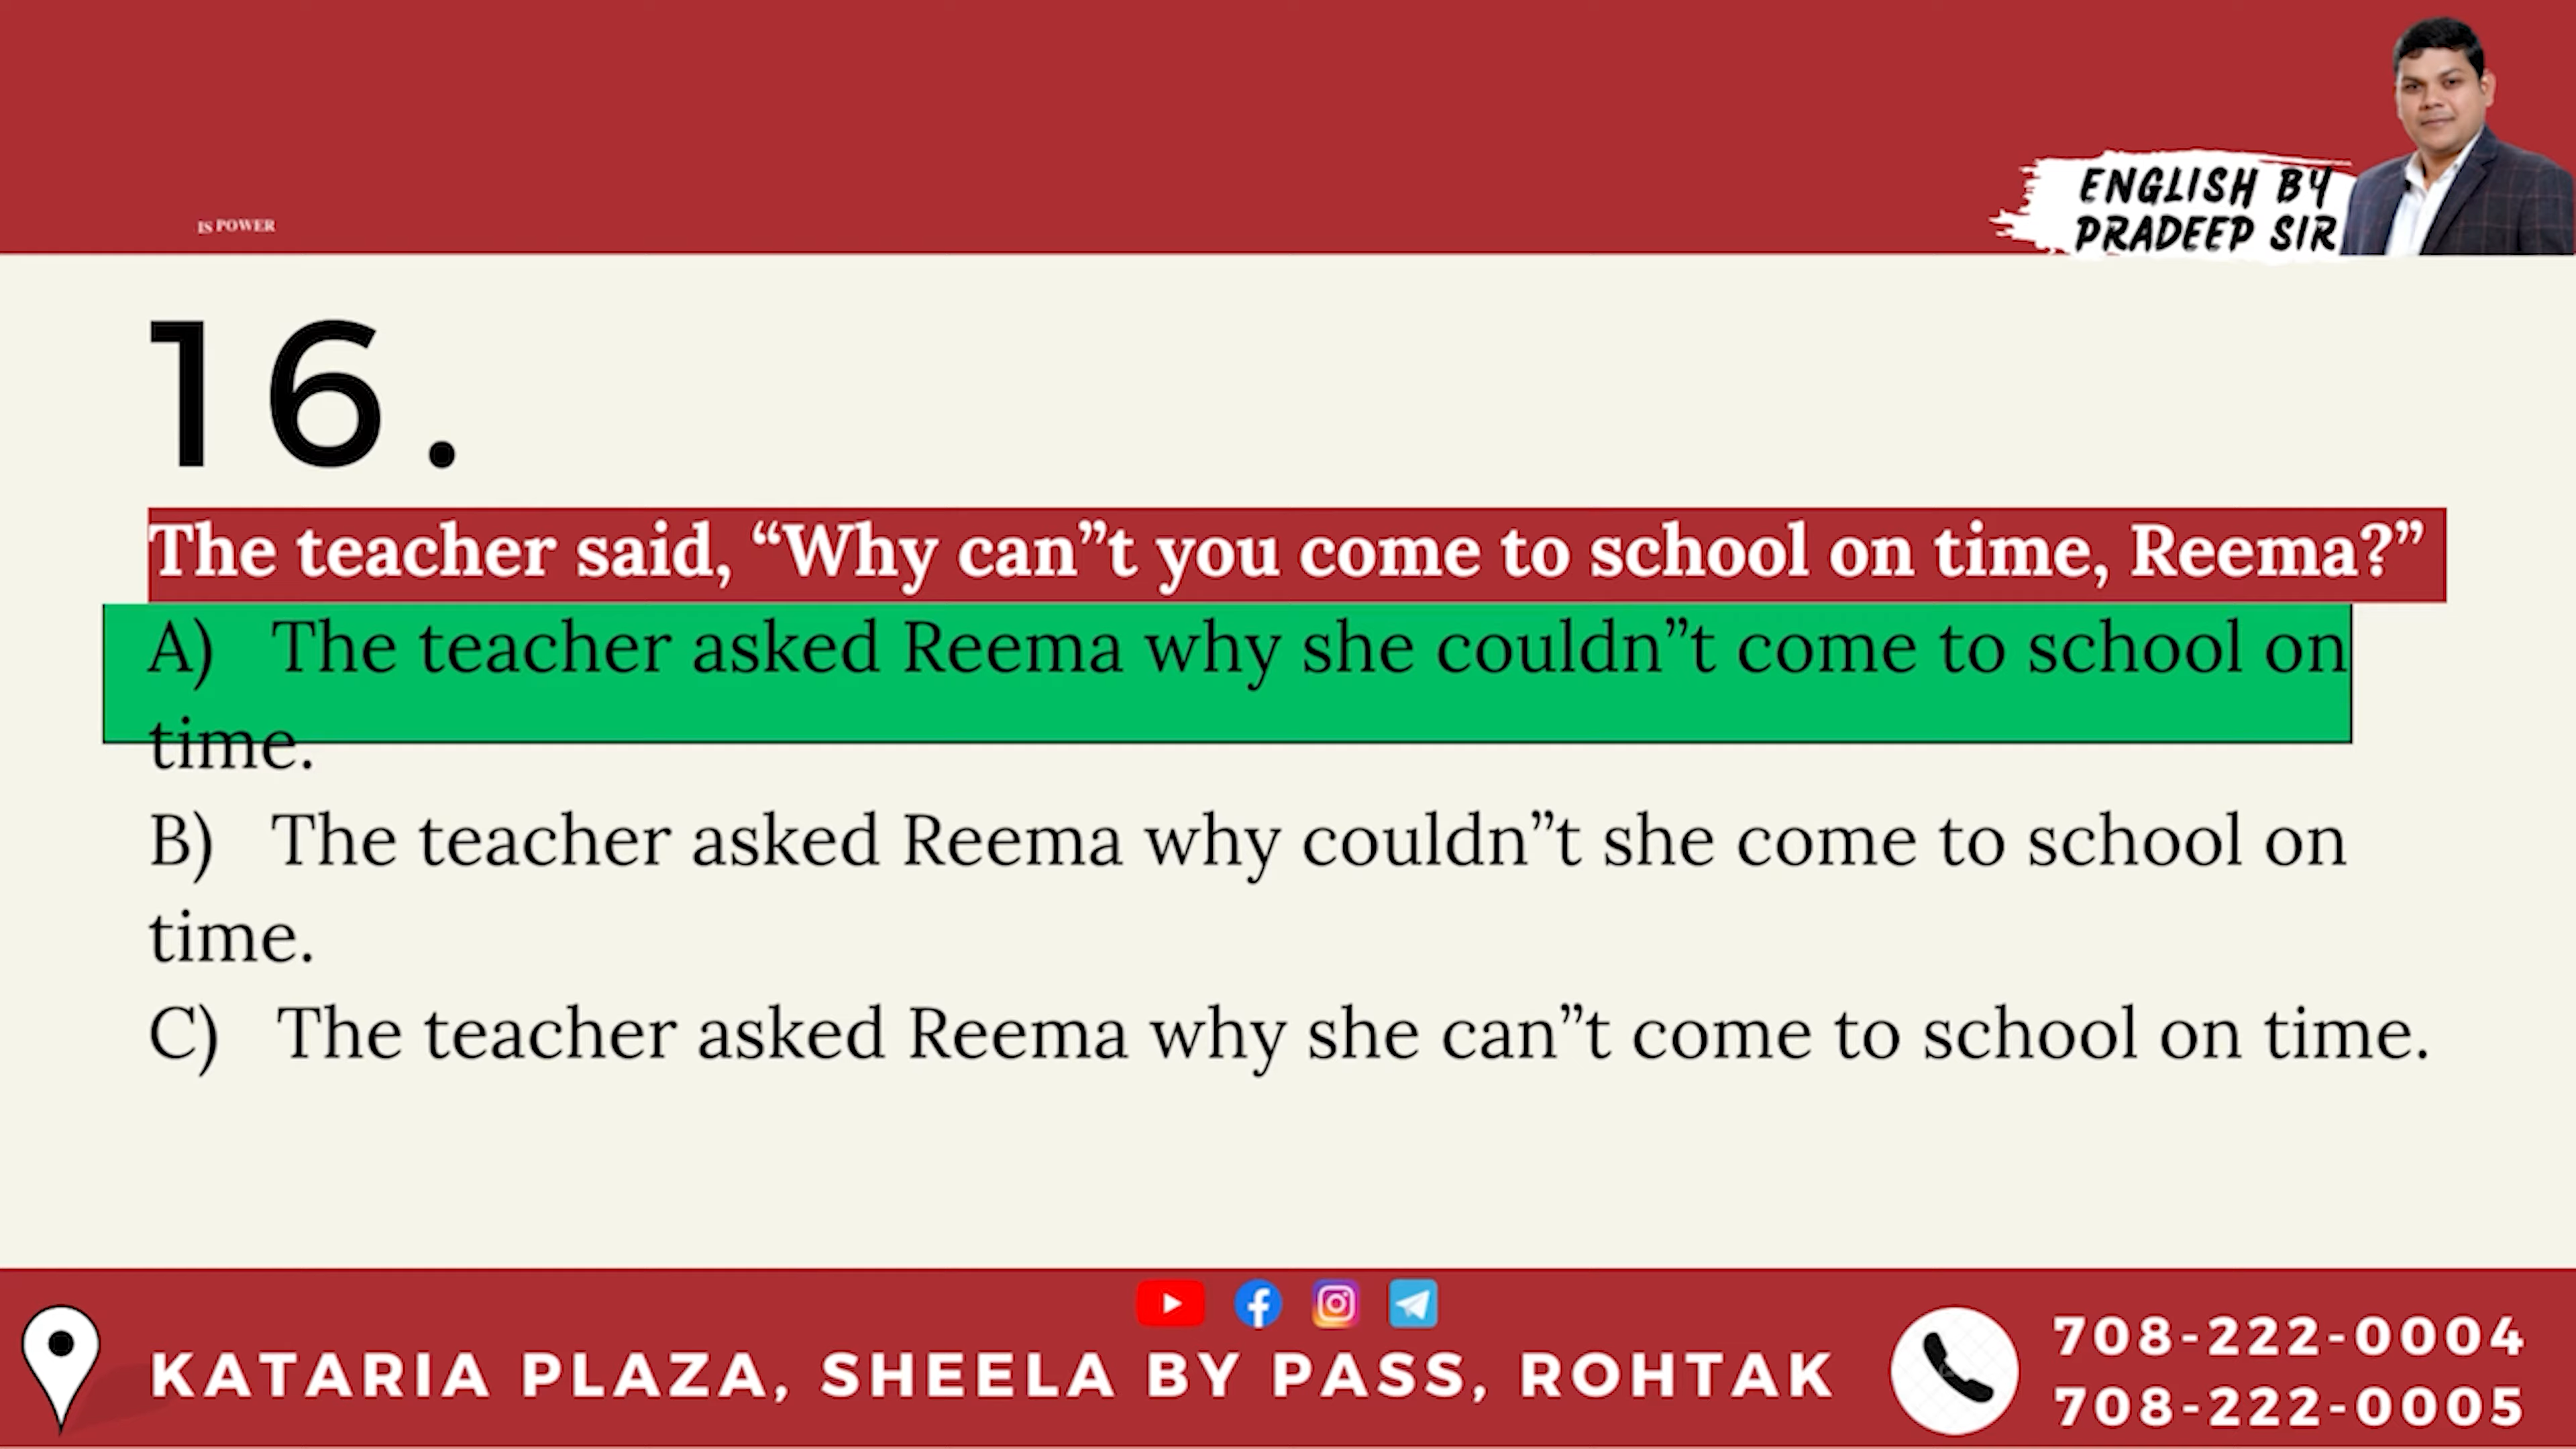 IS POWER
ENGLISH BY
PRADEEP SIR
16.
The teacher said, “Why can”t you come to school on time, Reema?”
A) The teacher asked Reema why she couldn”t come to school on
time.
B) The teacher asked Reema why couldn”t she come to school on
time.
C) The teacher asked Reema why she can”t come to school on time.
KATARIA PLAZA, SHEELA BY PASS, ROHTAK
708-222-0004
708-222-0005